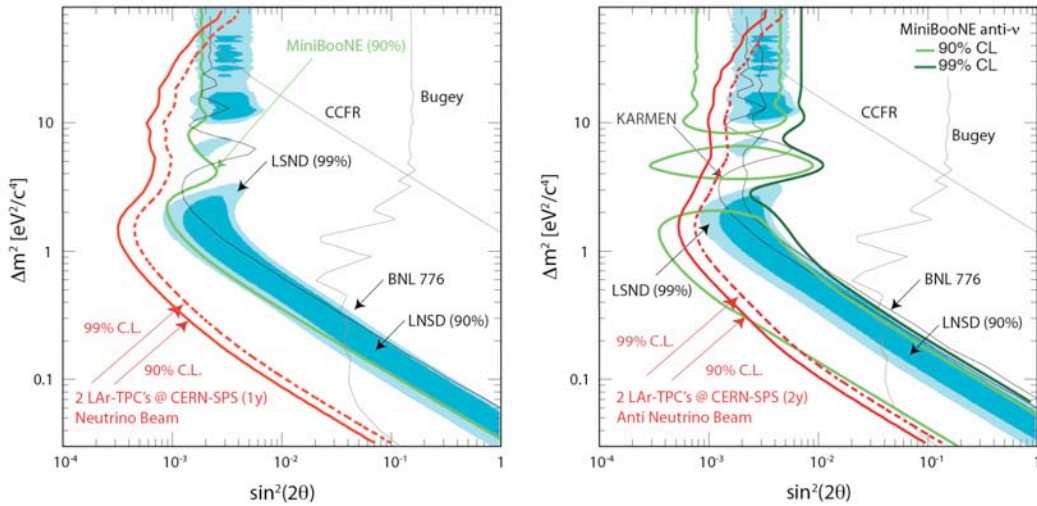 MiniBooNE (90%)
Bugey
CCFR
LSND (99%)
BNL 776
LNSD (90%)
99% C.L.
90% C.L.
2 LAr-TPC's @ CERN-SPS (1y)
Neutrino Beam
Δm² [eV²/c⁴]
10
1
0.1
10⁻⁴
10⁻³
10⁻²
10⁻¹
1
sin²(2θ)
MiniBooNE anti-ν
90% CL
99% CL
CCFR
KARMEN
Bugey
LSND (99%)
BNL 776
LNSD (90%)
99% C.L.
90% C.L.
2 LAr-TPC's @ CERN-SPS (2y)
Anti Neutrino Beam
Δm² [eV²/c⁴]
10
1
0.1
10⁻⁴
10⁻³
10⁻²
10⁻¹
1
sin²(2θ)